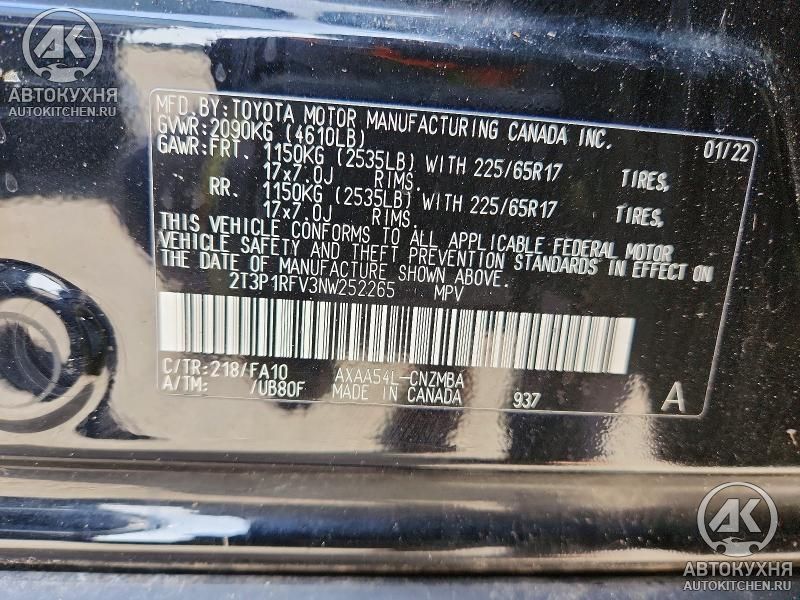 AK
АВТОКУХНЯ
AUTOKITCHEN.RU
MFD. BY: TOYOTA MOTOR MANUFACTURING CANADA INC.
GVWR: 2090KG (4610LB) 01/22
GAWR: FRT. 1150KG (2535LB) WITH 225/65R17 TIRES,
17x7.0J RIMS.
RR. 1150KG (2535LB) WITH 225/65R17 TIRES,
17x7.0J RIMS.
THIS VEHICLE CONFORMS TO ALL APPLICABLE FEDERAL MOTOR
VEHICLE SAFETY AND THEFT PREVENTION STANDARDS IN EFFECT ON
THE DATE OF MANUFACTURE SHOWN ABOVE.
2T3P1RFV3NW252265 MPV
C/TR: 218/FA10 AXAA54L-CNZMBA
A/TM: /UB80F MADE IN CANADA 937 A
AK
АВТОКУХНЯ
AUTOKITCHEN.RU